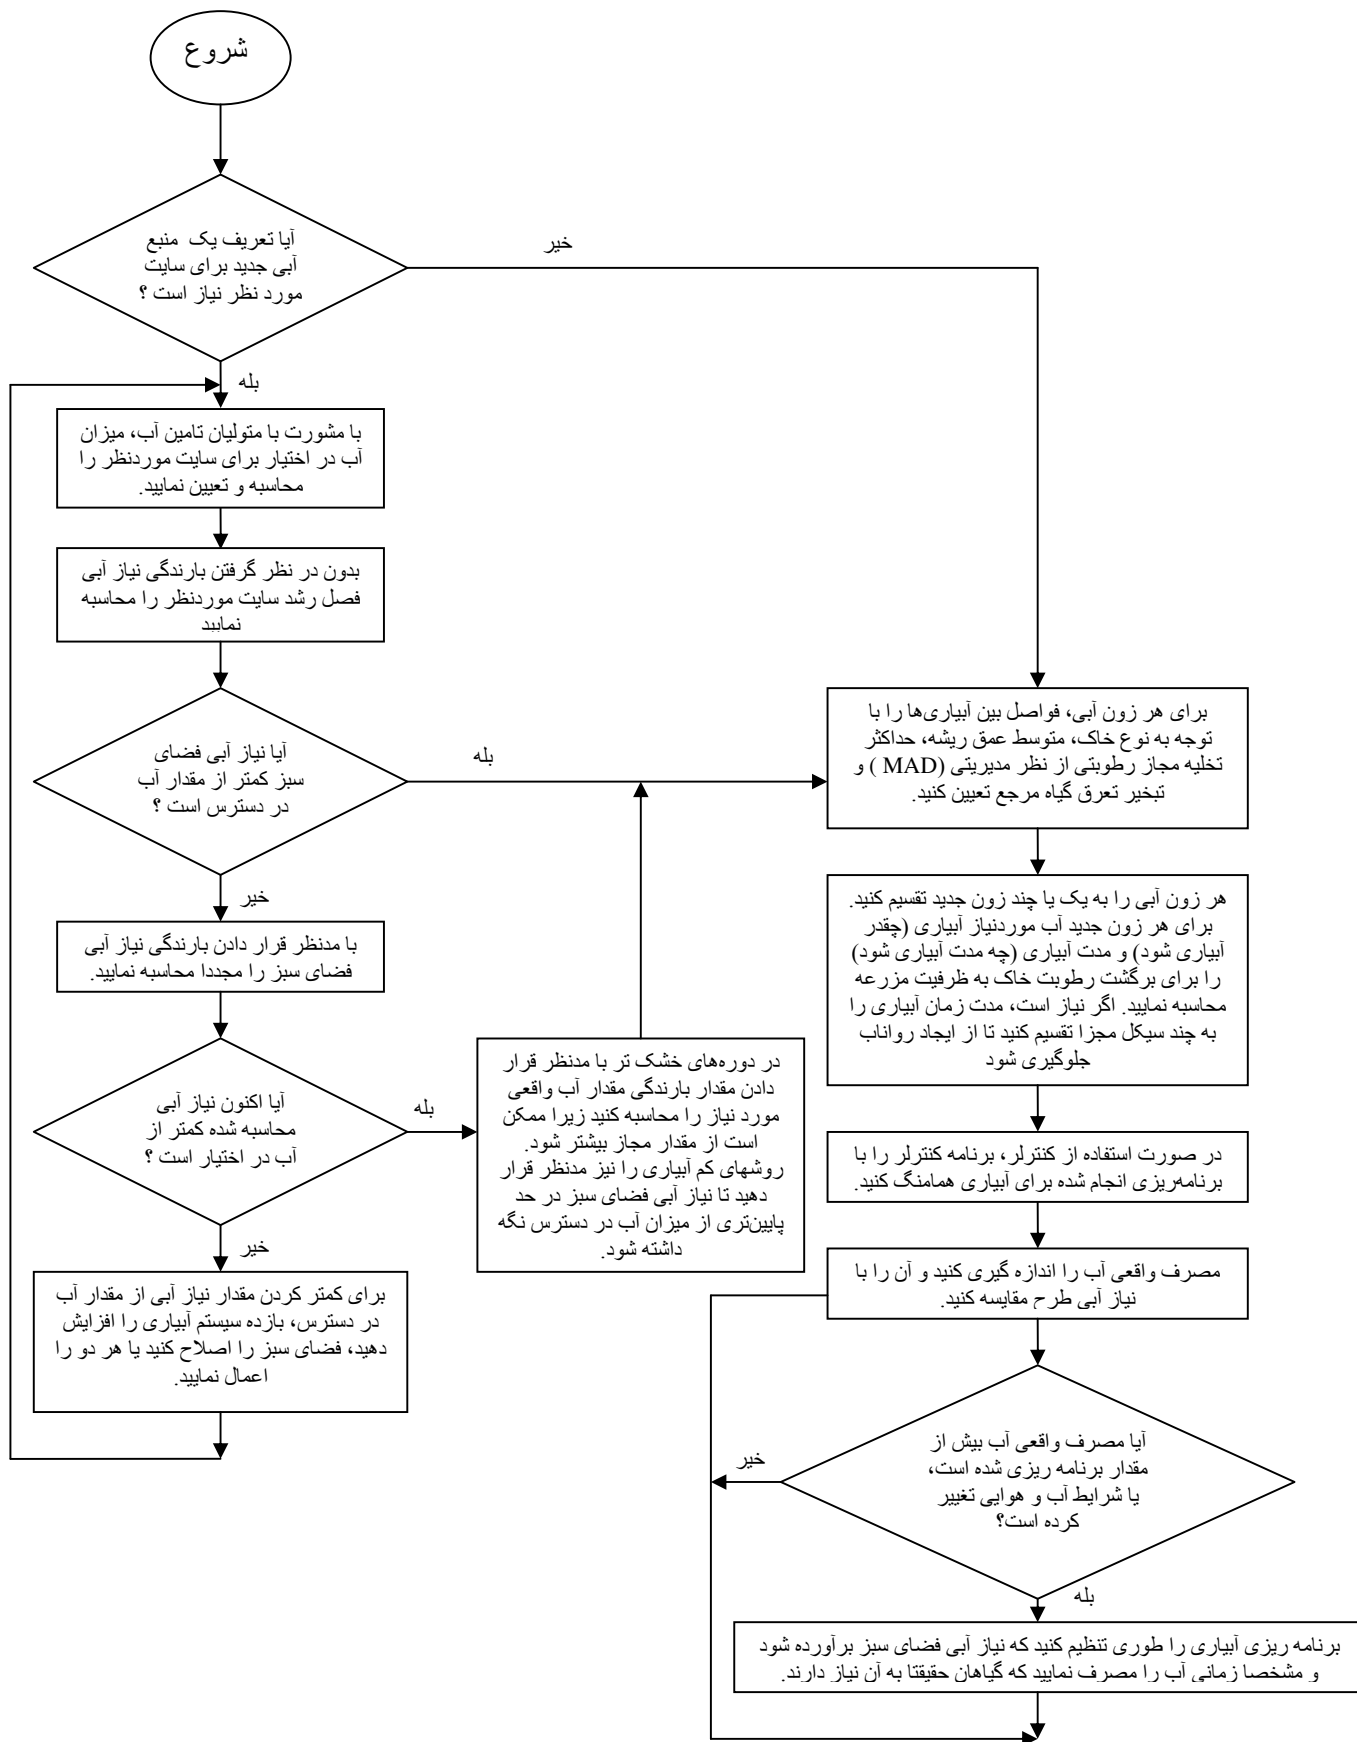 شروع
آیا تعریف یک منبع
آبی جدید برای سایت
مورد نظر نیاز است ؟
خیر
بله
با مشورت با متولیان تامین آب، میزان
آب در اختیار برای سایت موردنظر را
محاسبه و تعیین نمایید.
بدون در نظر گرفتن بارندگی نیاز آبی
فصل رشد سایت موردنظر را محاسبه
نمایید
آیا نیاز آبی فضای
سبز کمتر از مقدار آب
در دسترس است ؟
بله
خیر
با مدنظر قرار دادن بارندگی نیاز آبی
فضای سبز را مجددا محاسبه نمایید.
آیا اکنون نیاز آبی
محاسبه شده کمتر از
آب در اختیار است ؟
بله
خیر
برای کمتر کردن مقدار نیاز آبی از مقدار آب
در دسترس، بازده سیستم آبیاری را افزایش
دهید، فضای سبز را اصلاح کنید یا هر دو را
اعمال نمایید.
در دوره‌های خشک تر با مدنظر قرار
دادن مقدار بارندگی مقدار آب واقعی
مورد نیاز را محاسبه کنید زیرا ممکن
است از مقدار مجاز بیشتر شود.
روشهای کم آبیاری را نیز مدنظر قرار
دهید تا نیاز آبی فضای سبز در حد
پایین‌تری از میزان آب در دسترس نگه
داشته شود.
برای هر زون آبی، فواصل بین آبیاری‌ها را با
توجه به نوع خاک، متوسط عمق ریشه، حداکثر
تخلیه مجاز رطوبتی از نظر مدیریتی (MAD ) و
تبخیر تعرق گیاه مرجع تعیین کنید.
هر زون آبی را به یک یا چند زون جدید تقسیم کنید.
برای هر زون جدید آب موردنیاز آبیاری (چقدر
آبیاری شود) و مدت آبیاری (چه مدت آبیاری شود)
را برای برگشت رطوبت خاک به ظرفیت مزرعه
محاسبه نمایید. اگر نیاز است، مدت زمان آبیاری را
به چند سیکل مجزا تقسیم کنید تا از ایجاد رواناب
جلوگیری شود
در صورت استفاده از کنترلر، برنامه کنترلر را با
برنامه‌ریزی انجام شده برای آبیاری هماهنگ کنید.
مصرف واقعی آب را اندازه گیری کنید و آن را با
نیاز آبی طرح مقایسه کنید.
آیا مصرف واقعی آب بیش از
مقدار برنامه ریزی شده است،
یا شرایط آب و هوایی تغییر
کرده است؟
خیر
بله
برنامه ریزی آبیاری را طوری تنظیم کنید که نیاز آبی فضای سبز برآورده شود
و مشخصا زمانی آب را مصرف نمایید که گیاهان حقیقتا به آن نیاز دارند.